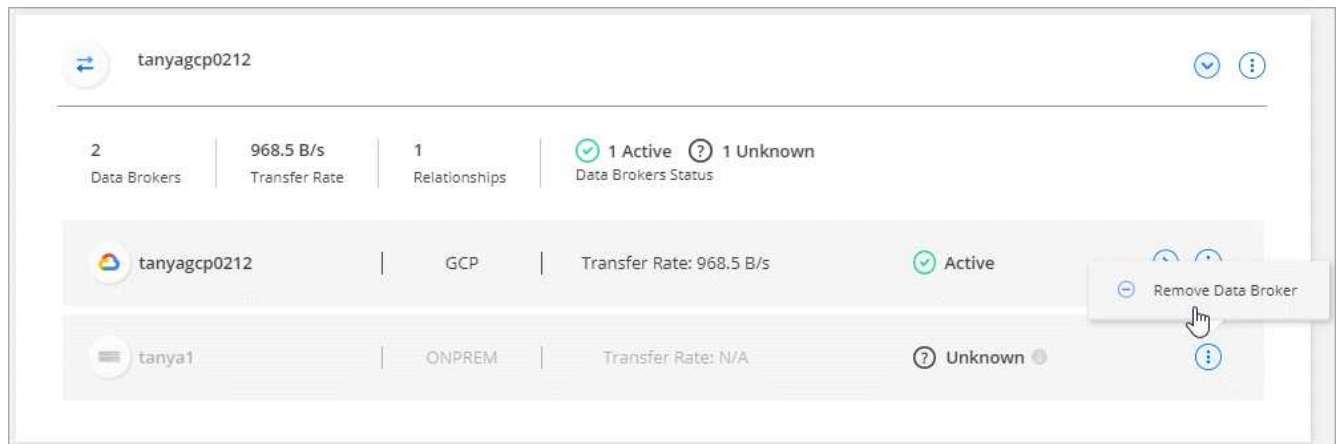 tanyagcp0212
2 968.5 B/s 1 1 Active ? 1 Unknown
Data Brokers Transfer Rate Relationships Data Brokers Status
tanyagcp0212 GCP Transfer Rate: 968.5 B/s Active
Remove Data Broker
tanya1 ONPREM Transfer Rate: N/A ? Unknown